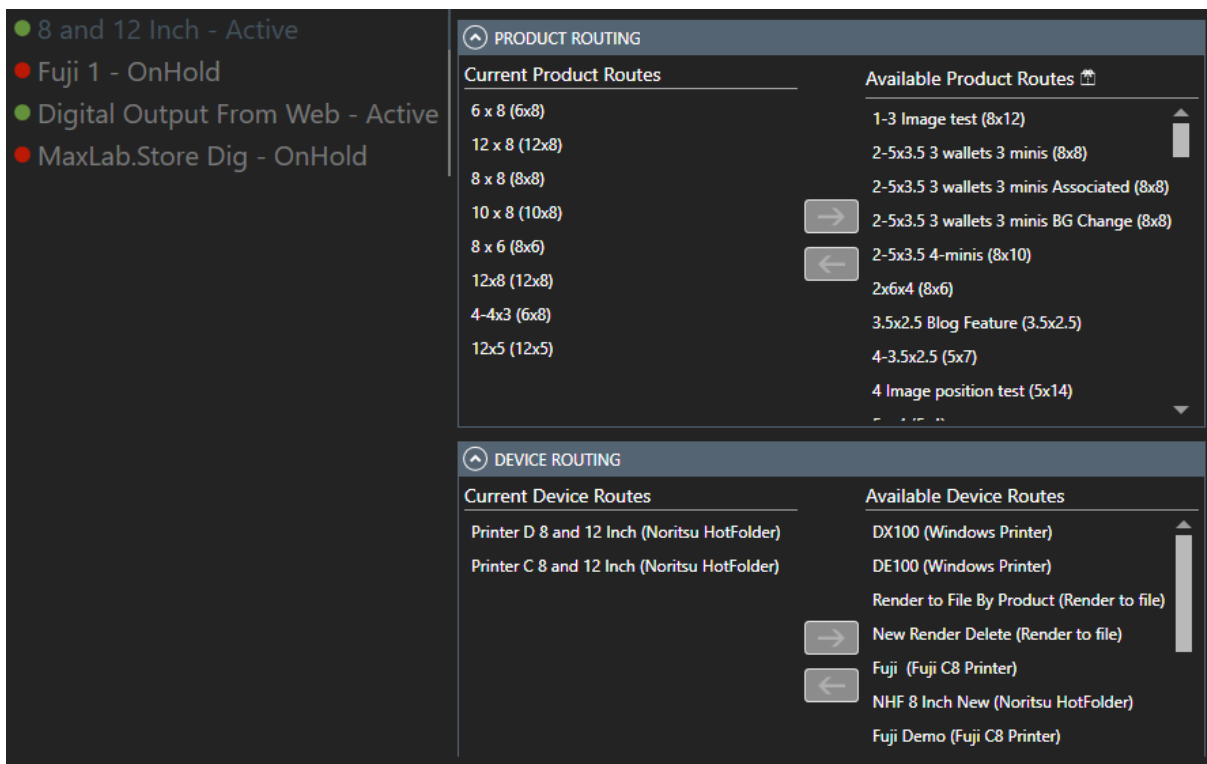 8 and 12 Inch - Active
Fuji 1 - OnHold
Digital Output From Web - Active
MaxLab.Store Dig - OnHold
PRODUCT ROUTING
Current Product Routes
6 x 8 (6x8)
12 x 8 (12x8)
8 x 8 (8x8)
10 x 8 (10x8)
8 x 6 (8x6)
12x8 (12x8)
4-4x3 (6x8)
12x5 (12x5)
Available Product Routes
1-3 Image test (8x12)
2-5x3.5 3 wallets 3 minis (8x8)
2-5x3.5 3 wallets 3 minis Associated (8x8)
2-5x3.5 3 wallets 3 minis BG Change (8x8)
2-5x3.5 4-minis (8x10)
2x6x4 (8x6)
3.5x2.5 Blog Feature (3.5x2.5)
4-3.5x2.5 (5x7)
4 Image position test (5x14)
DEVICE ROUTING
Current Device Routes
Printer D 8 and 12 Inch (Noritsu HotFolder)
Printer C 8 and 12 Inch (Noritsu HotFolder)
Available Device Routes
DX100 (Windows Printer)
DE100 (Windows Printer)
Render to File By Product (Render to file)
New Render Delete (Render to file)
Fuji  (Fuji C8 Printer)
NHF 8 Inch New (Noritsu HotFolder)
Fuji Demo (Fuji C8 Printer)